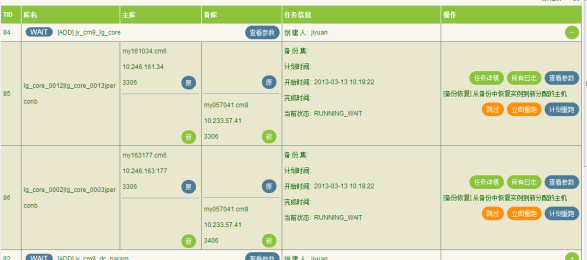 TID 库名 主库 备库 任务信息 操作
84 WAIT [ADD] jy_cm9_lg_core 查看参数 创建人: jiyuan
85
lg_core_0012|lg_core_0013|per
conb
my161034.cm6
10.246.161.34
3306 原
新
原
my057041.cm9
10.233.57.41
3306 新
备份集:
计划时间:
开始时间: 2013-03-13 10:19:22
完成时间:
当前状态: RUNNING_WAIT
任务详情 所有日志 查看参数
[备份恢复] 从备份中恢复实例到新分配的主机
跳过 立即重跑 计划重跑
86
lg_core_0002|lg_core_0003|per
conb
my163177.cm6
10.246.163.177
3306 原
新
原
my057041.cm9
10.233.57.41
3406 新
备份集:
计划时间:
开始时间: 2013-03-13 10:19:22
完成时间:
当前状态: RUNNING_WAIT
任务详情 所有日志 查看参数
[备份恢复] 从备份中恢复实例到新分配的主机
跳过 立即重跑 计划重跑
82 WAIT [ADD] jy_cm9_dc_param 查看参数 创建人: jiyuan